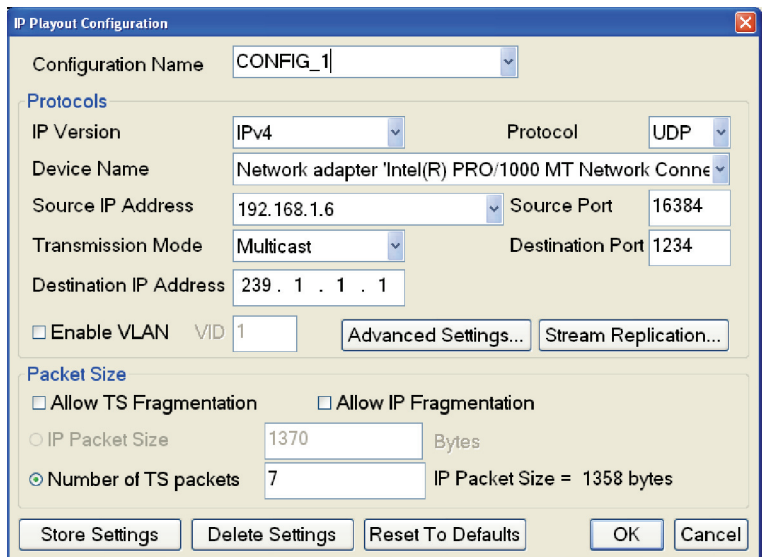 IP Playout Configuration
Configuration Name CONFIG_1
Protocols
IP Version IPv4 Protocol UDP
Device Name Network adapter 'Intel(R) PRO/1000 MT Network Conne
Source IP Address 192.168.1.6 Source Port 16384
Transmission Mode Multicast Destination Port 1234
Destination IP Address 239 . 1 . 1 . 1
Enable VLAN VID 1 Advanced Settings... Stream Replication...
Packet Size
Allow TS Fragmentation Allow IP Fragmentation
IP Packet Size 1370 Bytes
Number of TS packets 7 IP Packet Size = 1358 bytes
Store Settings Delete Settings Reset To Defaults OK Cancel